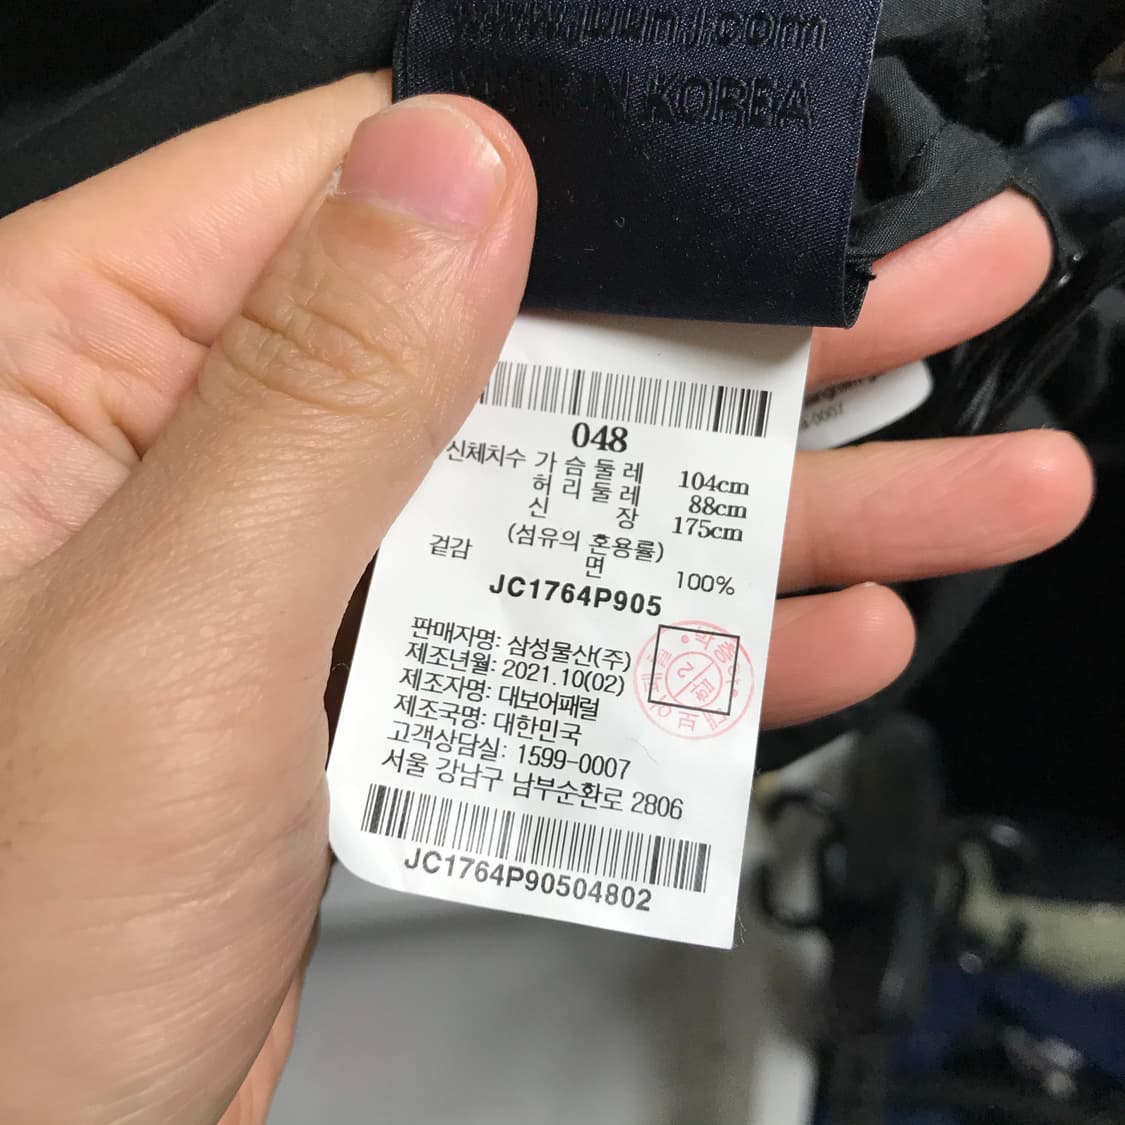 www.juunj.com
KOREA
048
신체치수 가슴둘레 104cm
허리둘레 88cm
신 장 175cm
(섬유의 혼용률)
겉감 면 100%
JC1764P905
판매자명: 삼성물산(주)
제조년월: 2021.10(02)
제조자명: 대보어패럴
제조국명: 대한민국
고객상담실: 1599-0007
서울 강남구 남부순환로 2806
JC1764P90504802